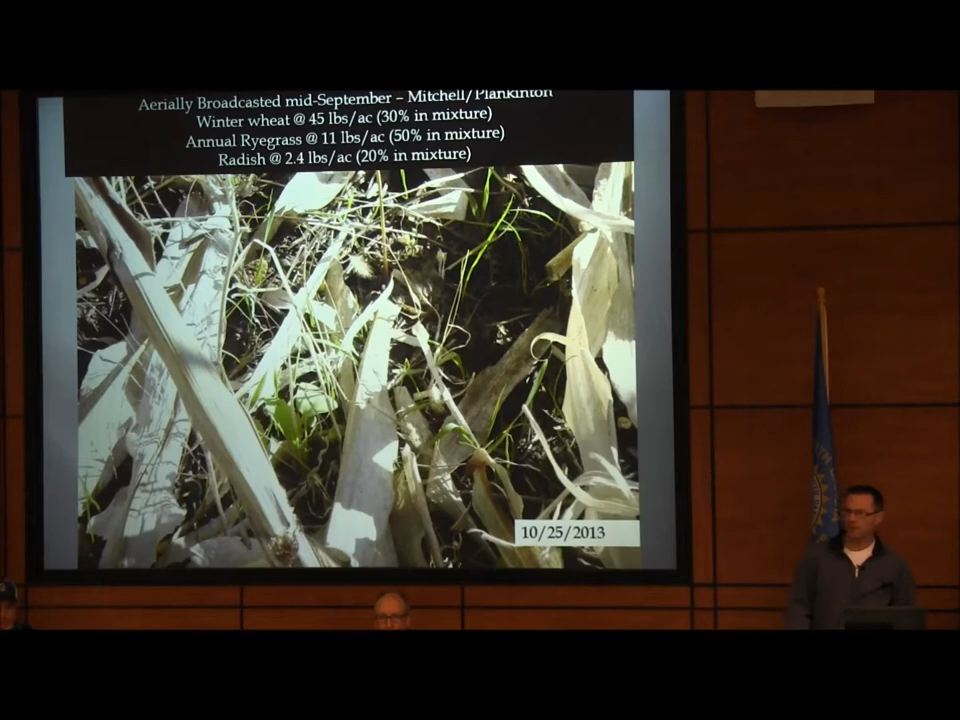 Aerially Broadcasted mid-September – Mitchell/Plankinton
Winter wheat @ 45 lbs/ac (30% in mixture)
Annual Ryegrass @ 11 lbs/ac (50% in mixture)
Radish @ 2.4 lbs/ac (20% in mixture)
10/25/2013